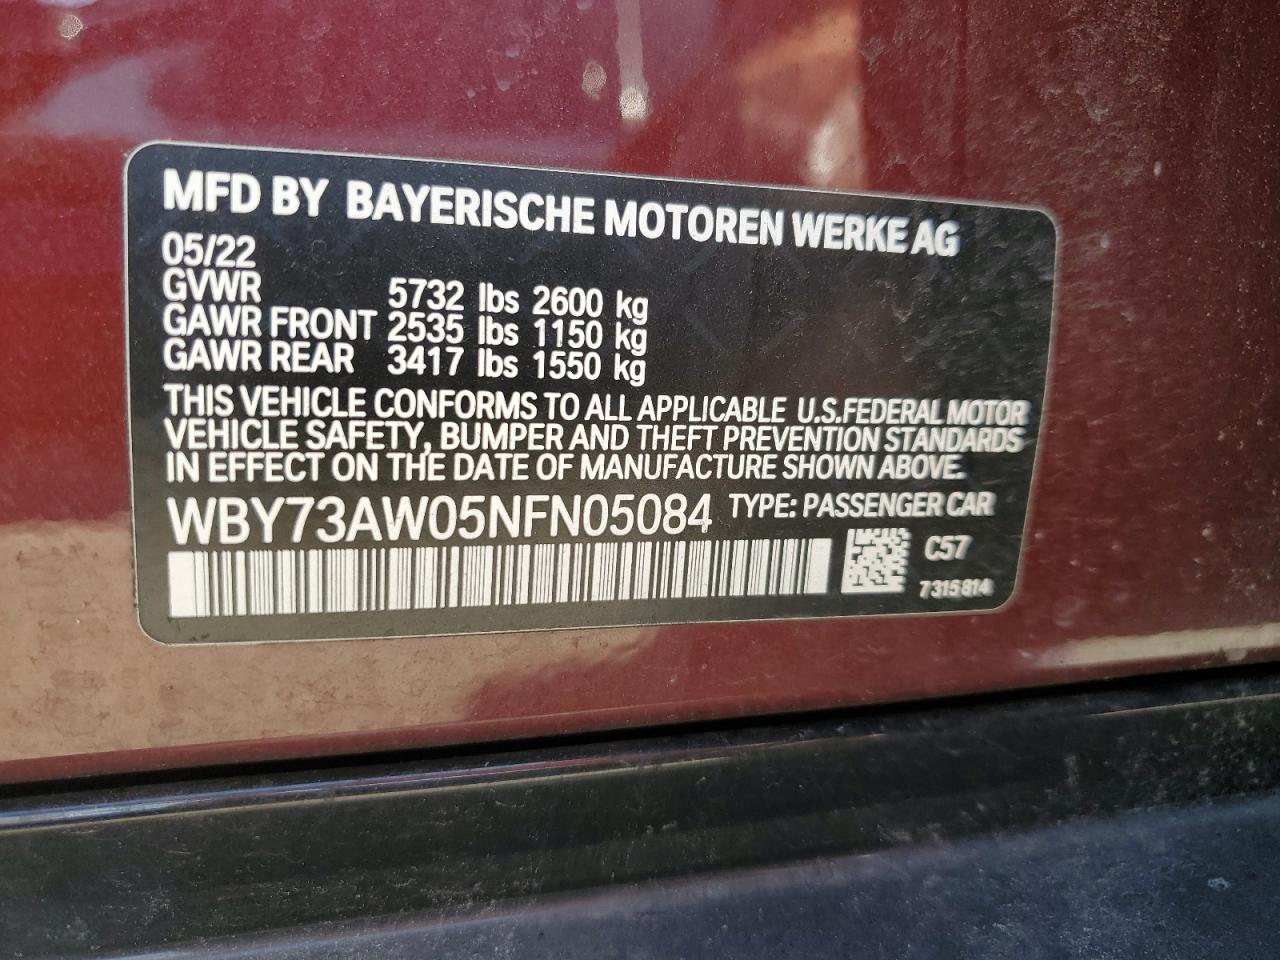 MFD BY BAYERISCHE MOTOREN WERKE AG
05/22
GVWR 5732 lbs 2600 kg
GAWR FRONT 2535 lbs 1150 kg
GAWR REAR 3417 lbs 1550 kg
THIS VEHICLE CONFORMS TO ALL APPLICABLE U.S.FEDERAL MOTOR
VEHICLE SAFETY, BUMPER AND THEFT PREVENTION STANDARDS
IN EFFECT ON THE DATE OF MANUFACTURE SHOWN ABOVE.
WBY73AW05NFN05084 TYPE: PASSENGER CAR
C57
7315814